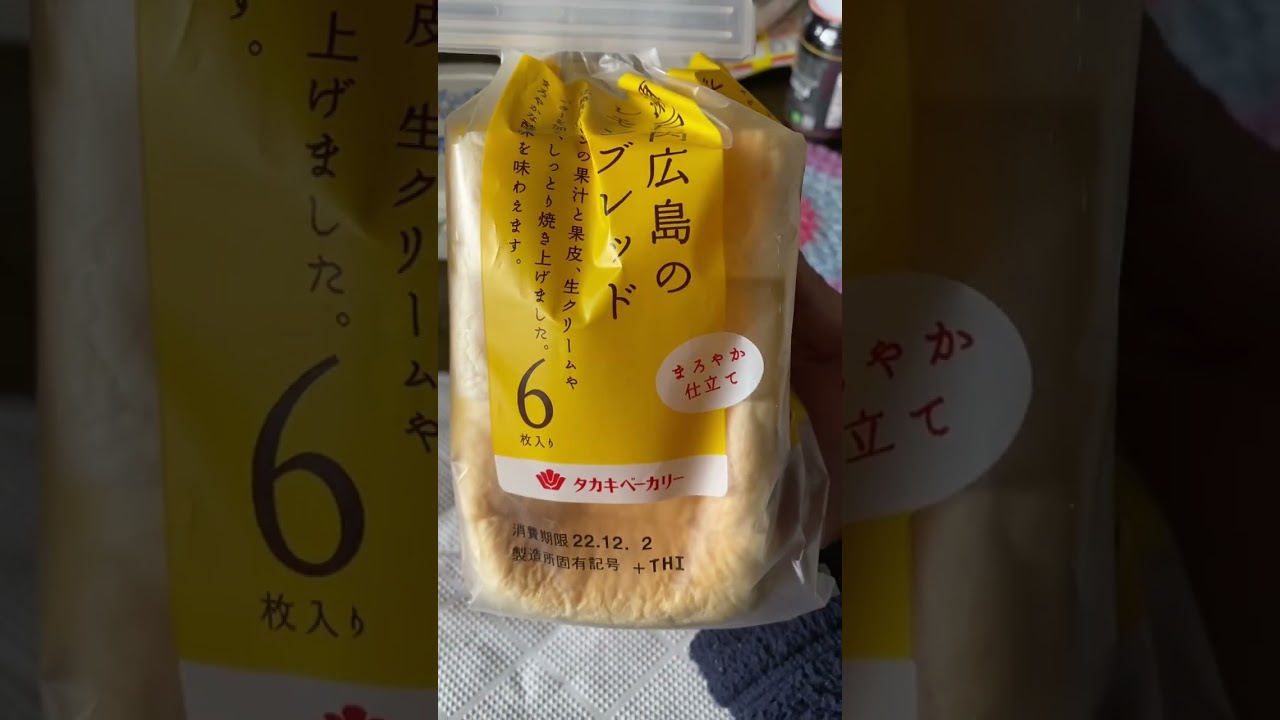 広島の
ブレッド
の果汁と果皮、生クリームや
しっとり焼き上げました。
を味わえます。
まろやか
仕立て
6
枚入り
タカキベーカリー
消費期限 22.12. 2
製造所固有記号 +THI